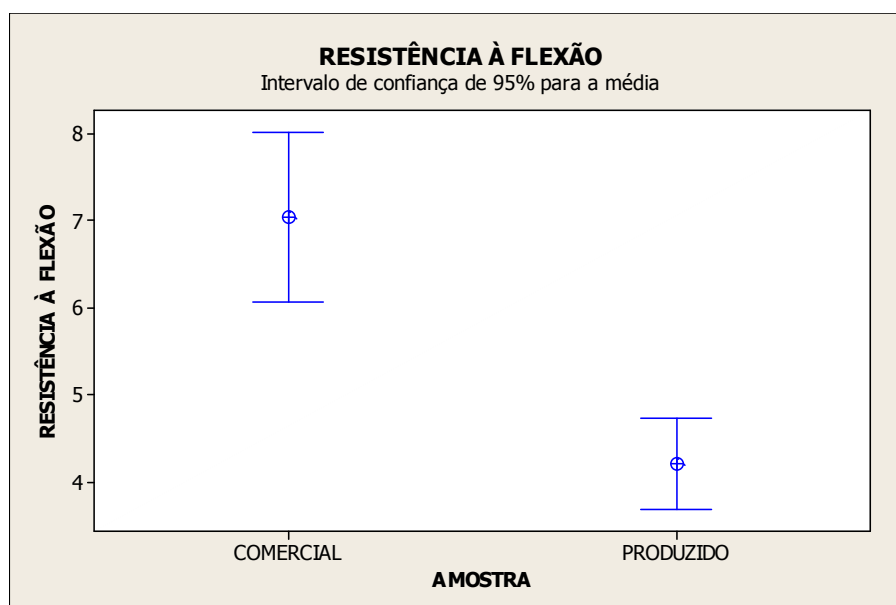 RESISTÊNCIA À FLEXÃO
Intervalo de confiança de 95% para a média
RESISTÊNCIA À FLEXÃO
8
7
6
5
4
COMERCIAL
PRODUZIDO
AMOSTRA